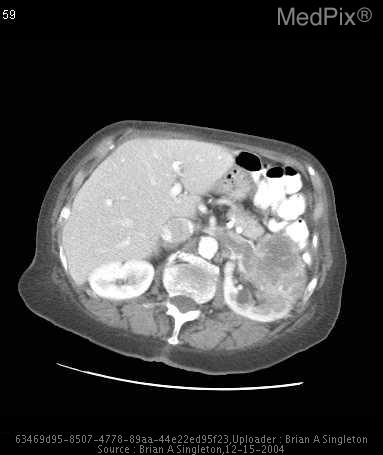 59
MedPix®
63469d95-8507-4778-89aa-44e22ed95f23,Uploader : Brian A Singleton
Source : Brian A Singleton,12-15-2004